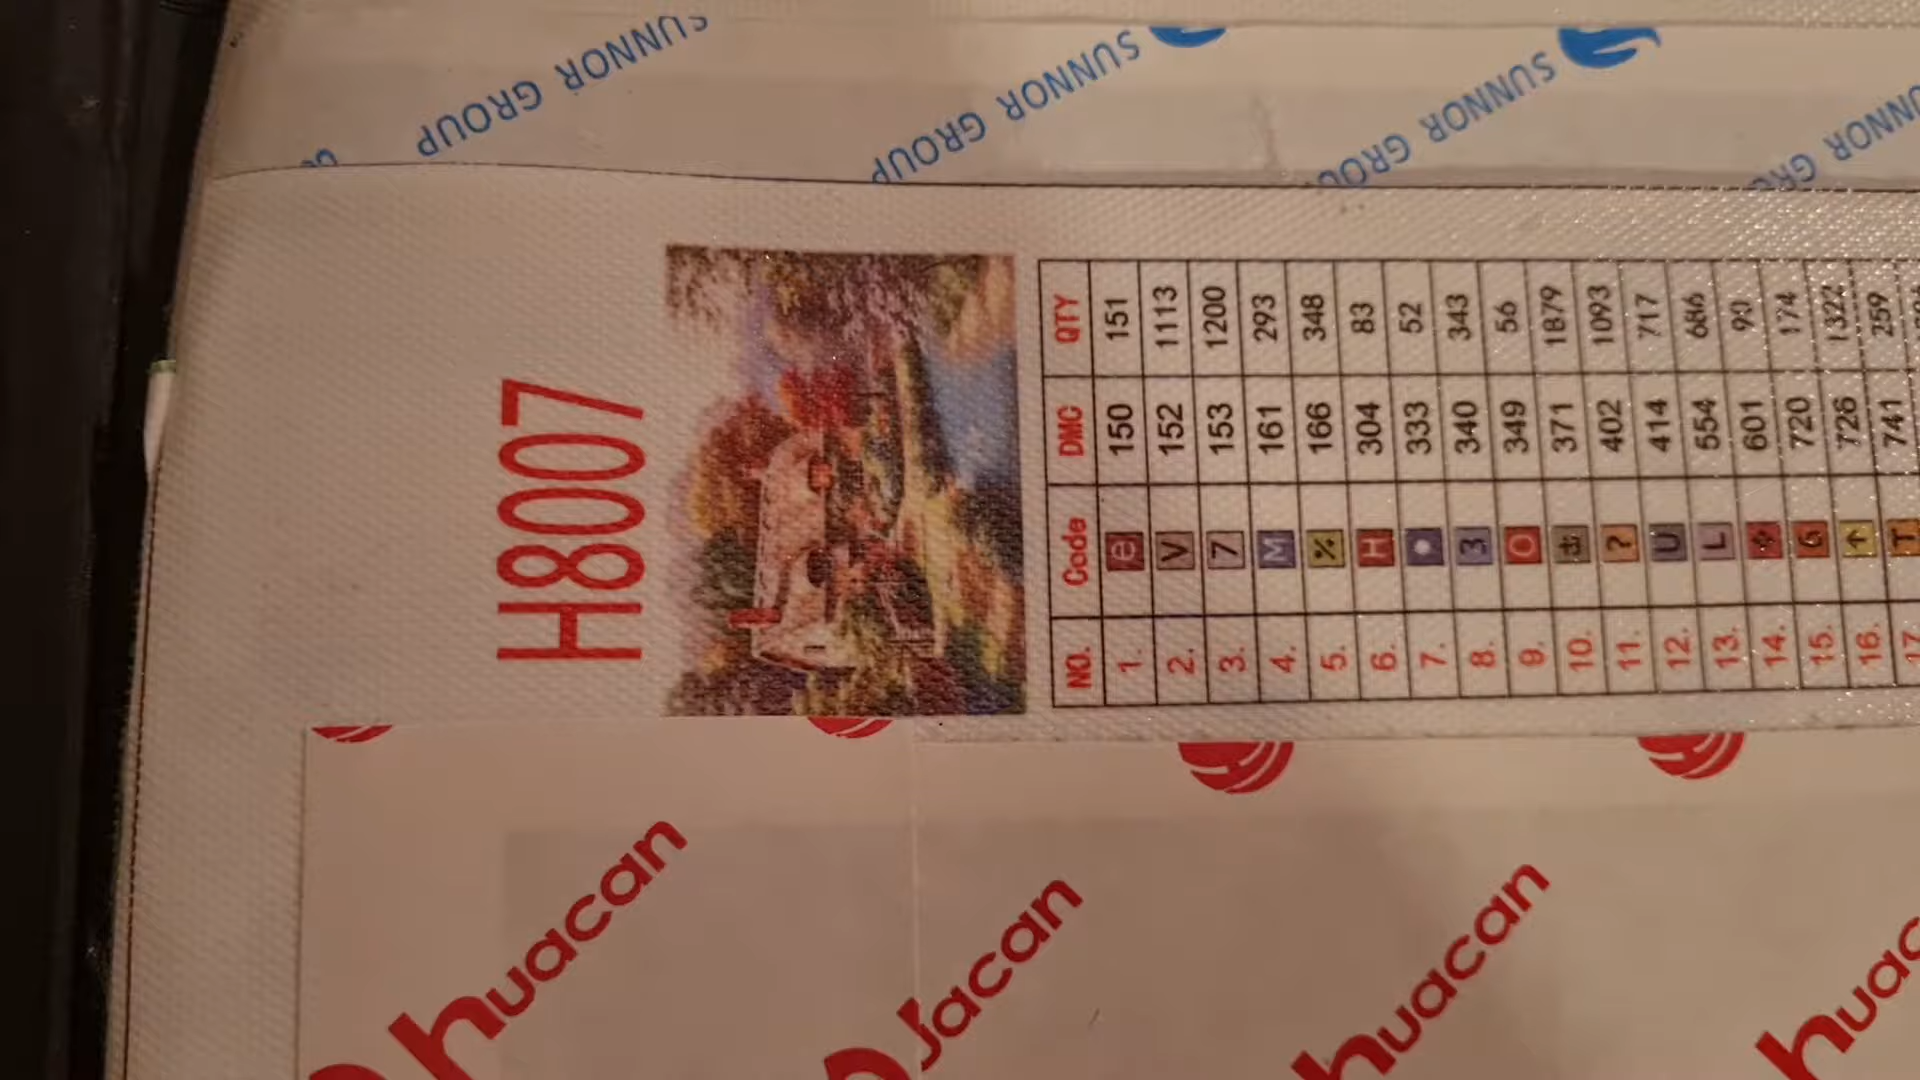 SUNNOR GROUP
SUNNOR GROUP
SUNNOR GROUP
H8007
NO. Code DMC QTY
1. e 150 151
2. V 152 1113
3. 7 153 1200
4. M 161 293
5. % 166 348
6. H 304 83
7. 333 52
8. 3 340 343
9. O 349 56
10. 371 1879
11. ? 402 1093
12. U 414 717
13. L 554 686
14. 601 90
15. 6 720 174
16. ↑ 726 1322
17 T 741 259
huacan
huacan